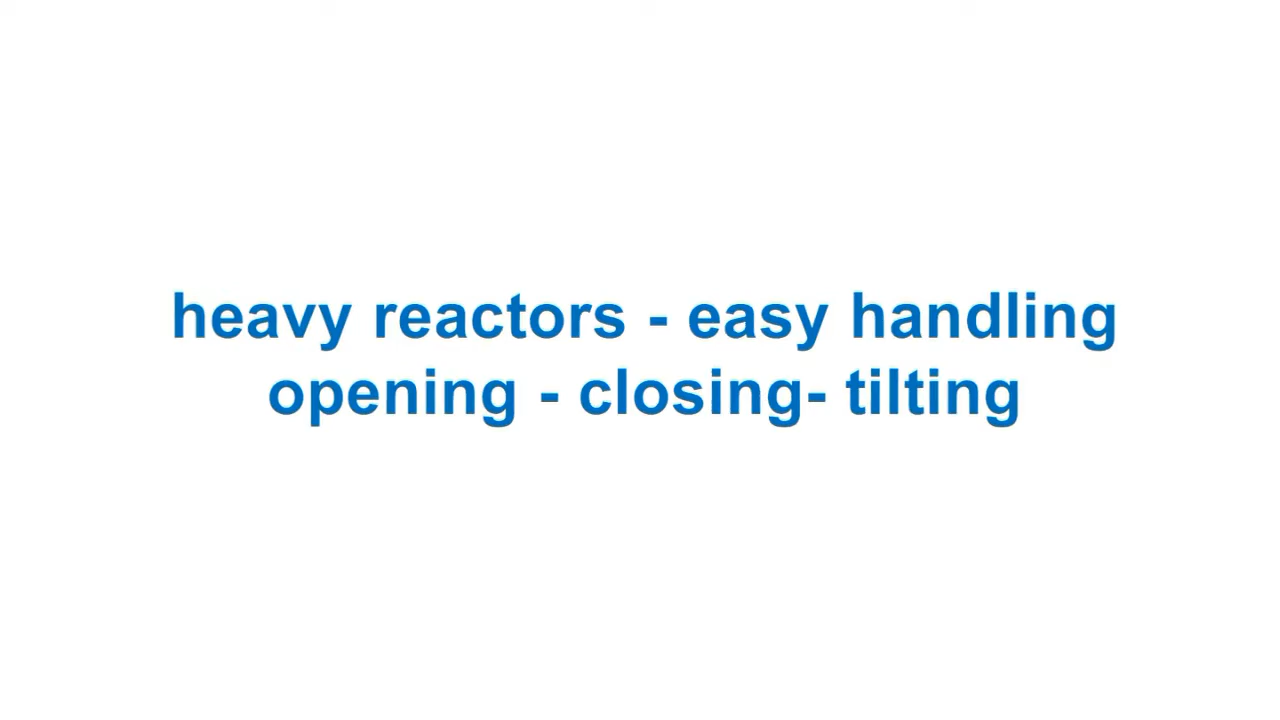 heavy reactors - easy handling
opening - closing- tilting